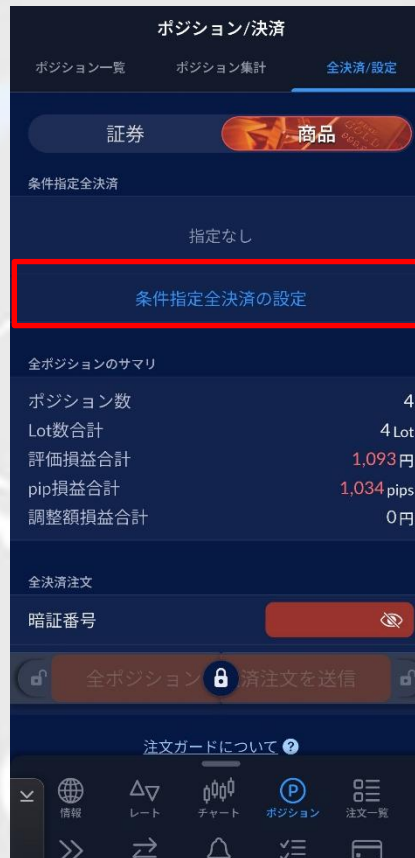 ポジション/決済
ポジション一覧 ポジション集計 全決済/設定
証券 商品
条件指定全決済
指定なし
条件指定全決済の設定
全ポジションのサマリ
ポジション数 4
Lot数合計 4 Lot
評価損益合計 1,093 円
pip損益合計 1,034 pips
調整額損益合計 0 円
全決済注文
暗証番号
全ポジション 済注文を送信
注文ガードについて ?
情報 レート チャート ポジション 注文一覧